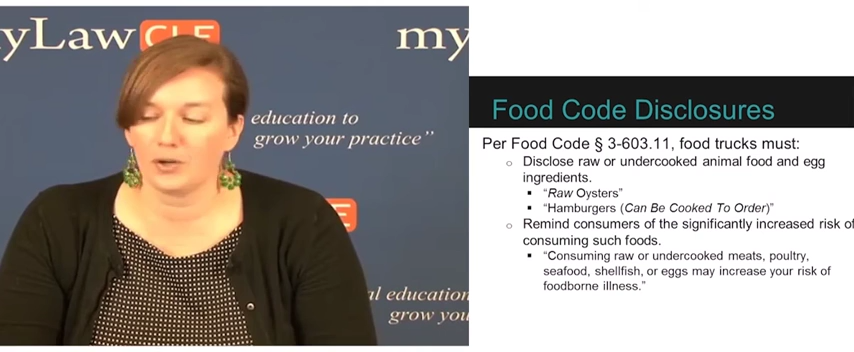 yLaw CLE
my
education to
grow your practice”
LE
al education
grow you
Food Code Disclosures
Per Food Code § 3-603.11, food trucks must:
Disclose raw or undercooked animal food and egg
ingredients.
“Raw Oysters”
“Hamburgers (Can Be Cooked To Order)”
Remind consumers of the significantly increased risk of
consuming such foods.
“Consuming raw or undercooked meats, poultry,
seafood, shellfish, or eggs may increase your risk of
foodborne illness.”